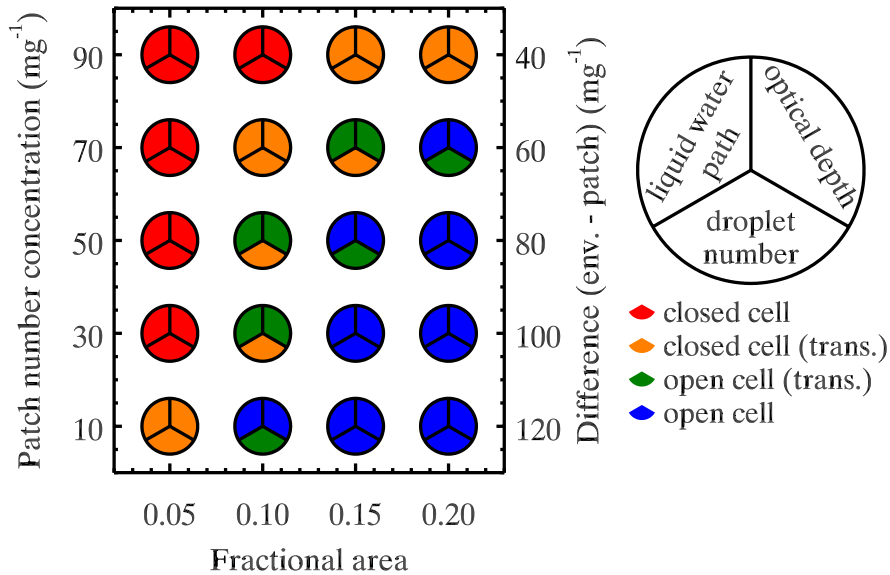 Patch number concentration (mg⁻¹)
90
70
50
30
10
0.05 0.10 0.15 0.20
Fractional area
40
60
80
100
120
Difference (env. - patch) (mg⁻¹)
liquid water
path
optical depth
droplet
number
closed cell
closed cell (trans.)
open cell (trans.)
open cell